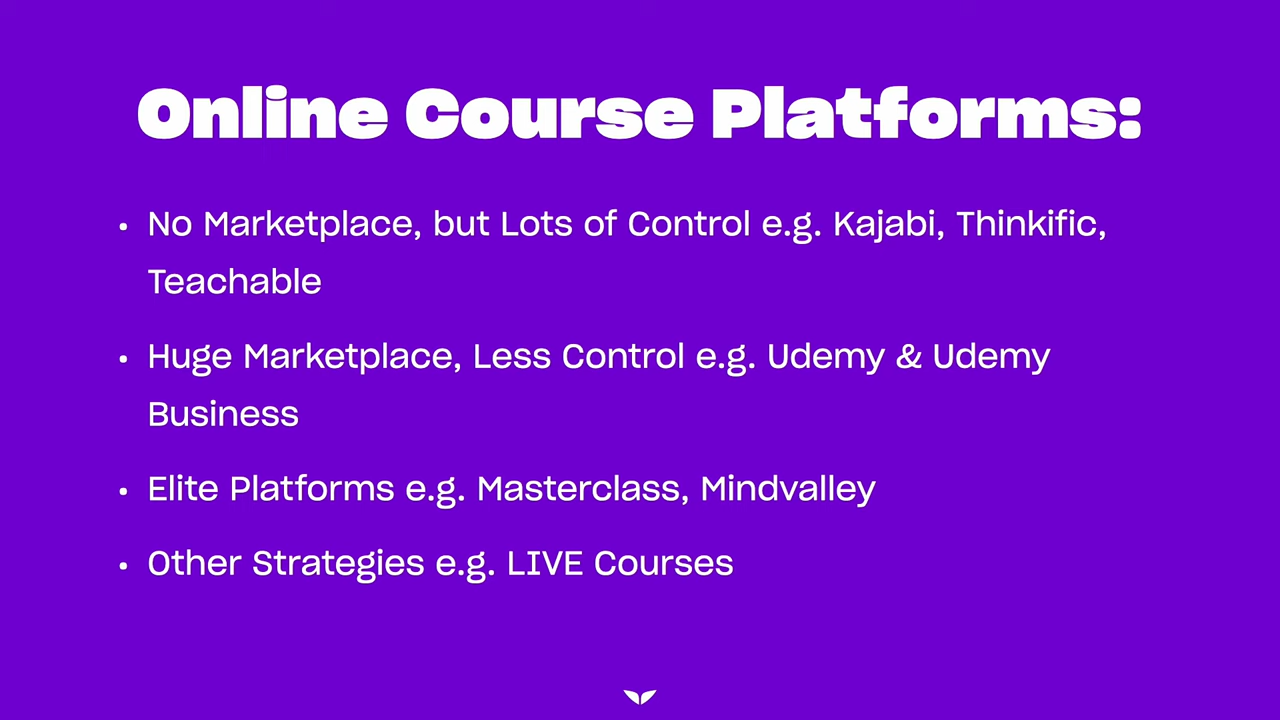 Online Course Platforms:
• No Marketplace, but Lots of Control e.g. Kajabi, Thinkific,
Teachable
• Huge Marketplace, Less Control e.g. Udemy & Udemy
Business
• Elite Platforms e.g. Masterclass, Mindvalley
• Other Strategies e.g. LIVE Courses